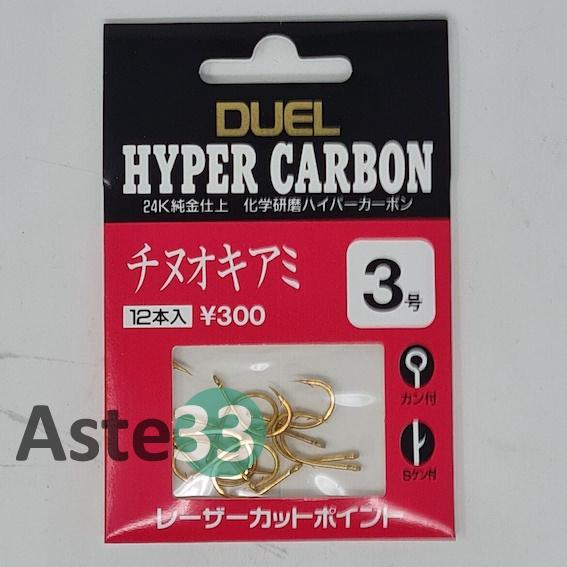 DUEL
HYPER CARBON
24K純金仕上 化学研磨ハイパーカーボン
チヌオキアミ
3号
12本入 ¥300
カン付
Aste33
Sケン付
レーザーカットポイント